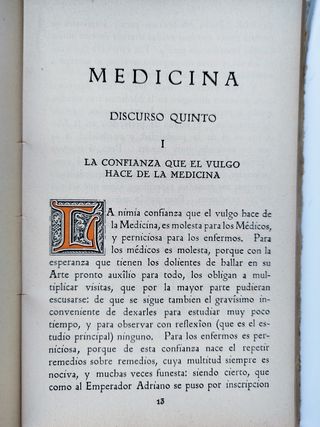 MEDICINA
DISCURSO QUINTO
I
LA CONFIANZA QUE EL VULGO
HACE DE LA MEDICINA
LA nimia confianza que el vulgo hace de
la Medicina, es molesta para los Médicos,
y perniciosa para los enfermos. Para
los médicos es molesta, porque con la
esperanza que tienen los dolientes de hallar en su
Arte pronto auxîlio para todo, los obligan a mul-
tiplicar visitas, que por la mayor parte pudieran
escusarse: de que se sigue tambien el gravísimo in-
conveniente de dexarles para estudiar muy poco
tiempo, y para observar con reflexîon (que es el es-
tudio principal) ninguno. Para los enfermos es per-
niciosa, porque de esta confianza nace el repetir
remedios sobre remedios, cuya multitud siempre es
nociva, y muchas veces funesta: siendo cierto, que
como al Emperador Adriano se puso por inscripcion
13